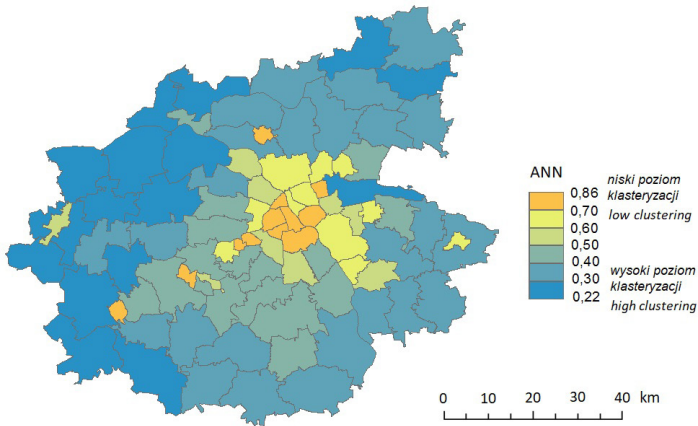 ANN
0,86
niski poziom
klasteryzacji
0,70
low clustering
0,60
0,50
0,40
0,30
wysoki poziom
klasteryzacji
0,22
high clustering
0 10 20 30 40 km